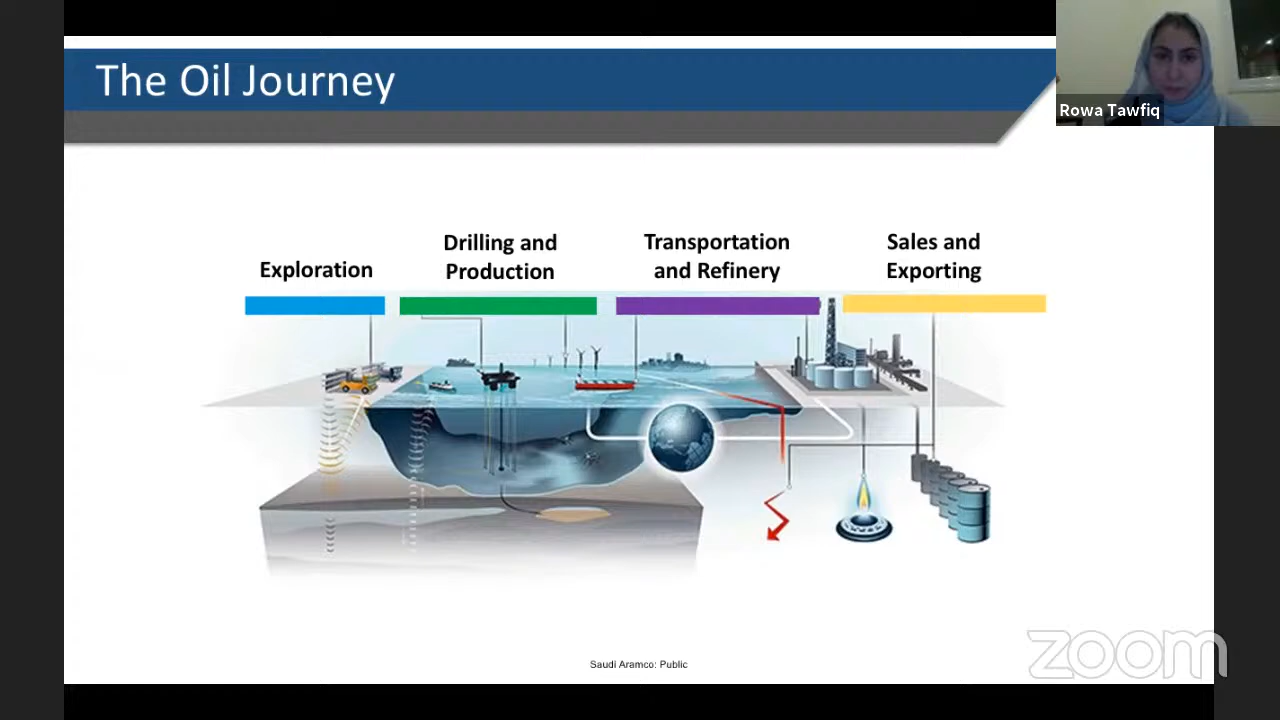 The Oil Journey
Rowa Tawfiq
Exploration
Drilling and
Production
Transportation
and Refinery
Sales and
Exporting
Saudi Aramco: Public
zoom